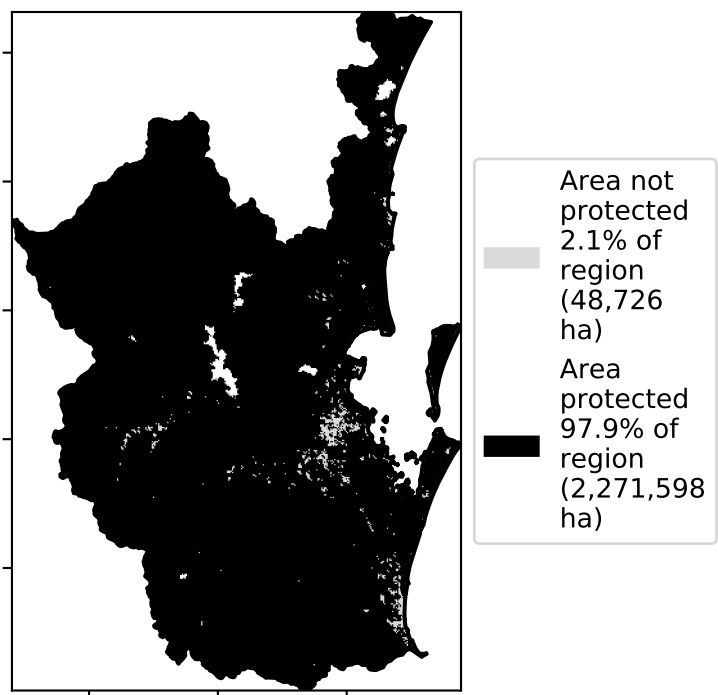 Area not
protected
2.1% of
region
(48,726
ha)
Area
protected
97.9% of
region
(2,271,598
ha)